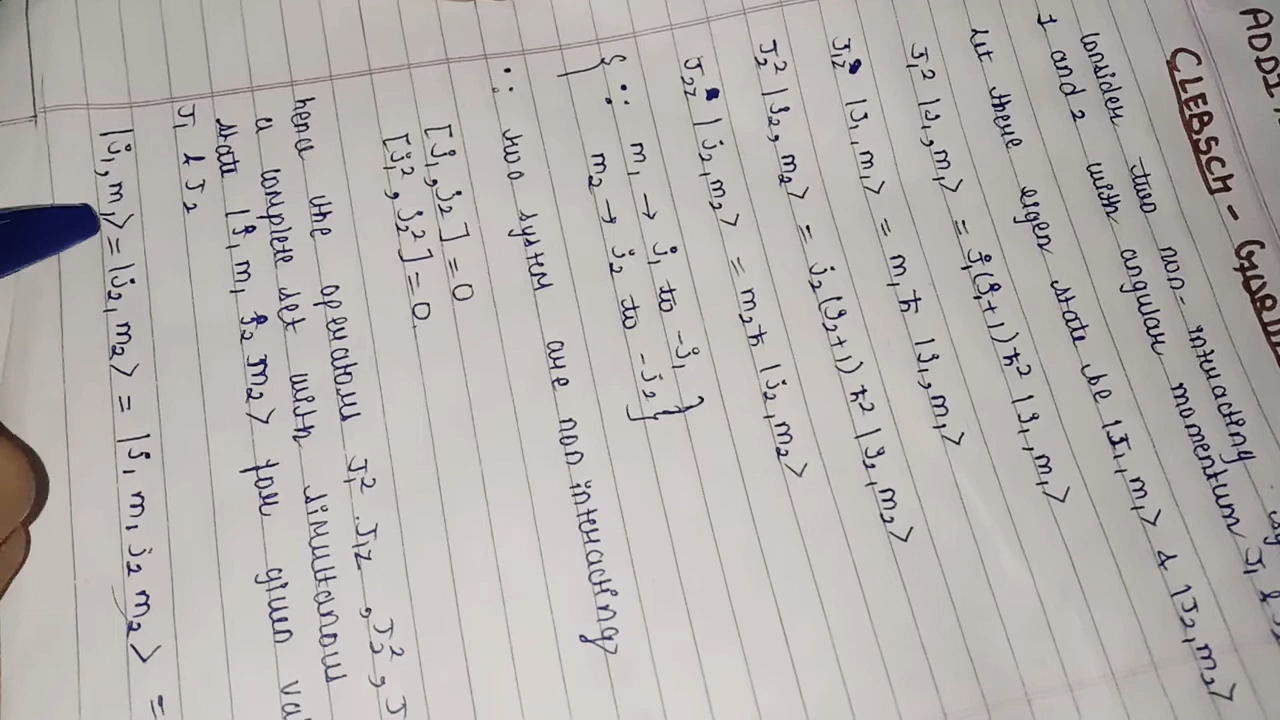 ADDI
CLEBSCH - GORD
Consider two non-interacting
1 and 2 with angular momentum J₁ &
let there eigen state be |J₁, m₁> & |J₂, m₂>
J₁² |J₁, m₁> = J₁(J₁+1) ħ² |J₁, m₁>
J₁z |J₁, m₁> = m₁ ħ |J₁, m₁>
J₂² |J₂, m₂> = j₂(J₂+1) ħ² |J₂, m₂>
J₂z |j₂, m₂> = m₂ħ |j₂, m₂>
{ ∵ m₁ → j₁ to -j₁ }
m₂ → j₂ to -j₂ }
∵ two system are non interacting
[J₁, J₂] = 0
[J₁², J₂²] = 0
hence the operators J₁², J₁z, J₂², J
a complete set with simultanous
state |J₁ m₁ J₂ m₂> for given va
J₁ & J₂
|j₁, m₁> = |j₂, m₂> = |j₁ m₁ j₂ m₂> =